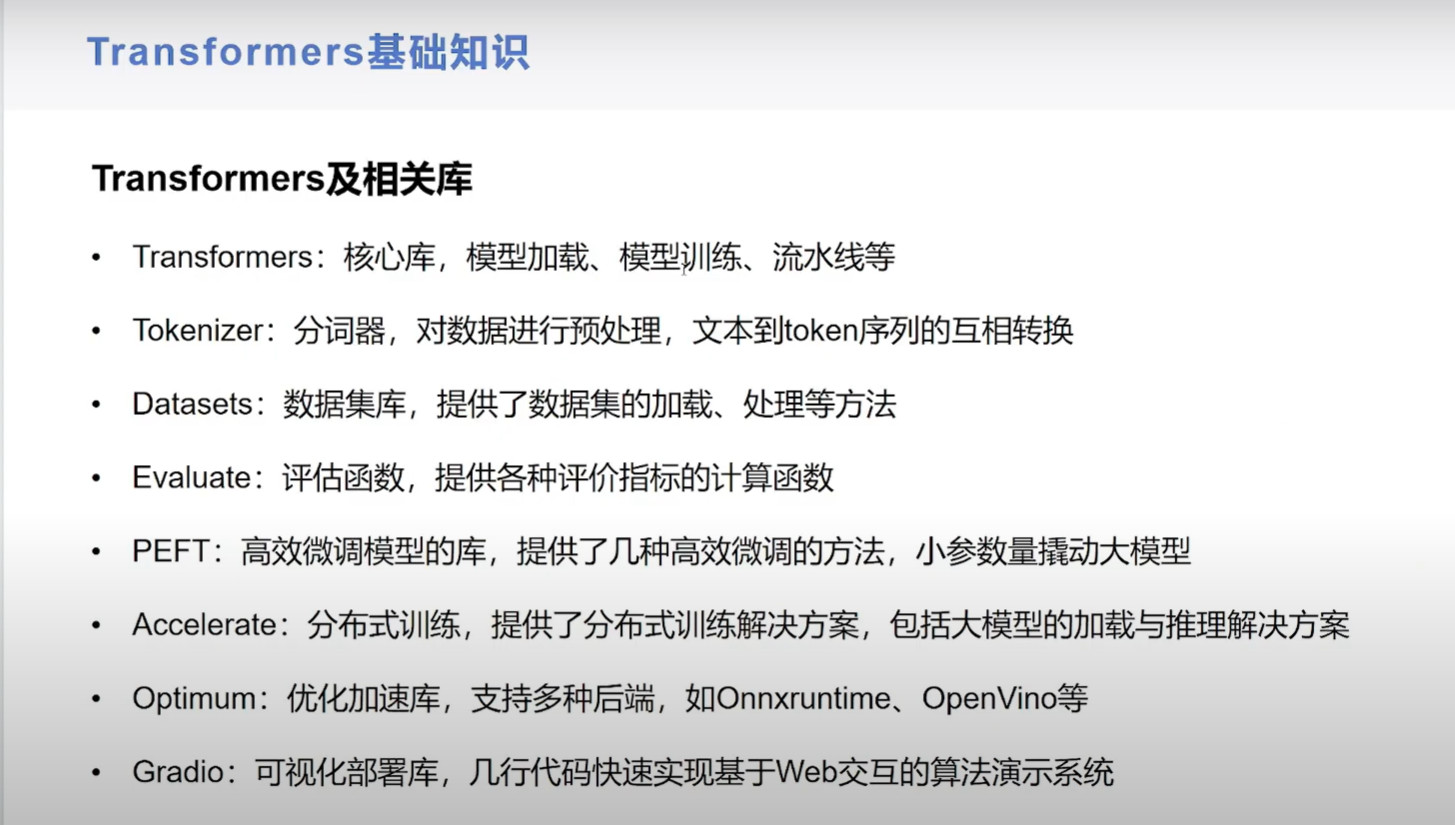 Transformers基础知识
Transformers及相关库
• Transformers：核心库，模型加载、模型训练、流水线等
• Tokenizer：分词器，对数据进行预处理，文本到token序列的互相转换
• Datasets：数据集库，提供了数据集的加载、处理等方法
• Evaluate：评估函数，提供各种评价指标的计算函数
• PEFT：高效微调模型的库，提供了几种高效微调的方法，小参数量撬动大模型
• Accelerate：分布式训练，提供了分布式训练解决方案，包括大模型的加载与推理解决方案
• Optimum：优化加速库，支持多种后端，如Onnxruntime、OpenVino等
• Gradio：可视化部署库，几行代码快速实现基于Web交互的算法演示系统